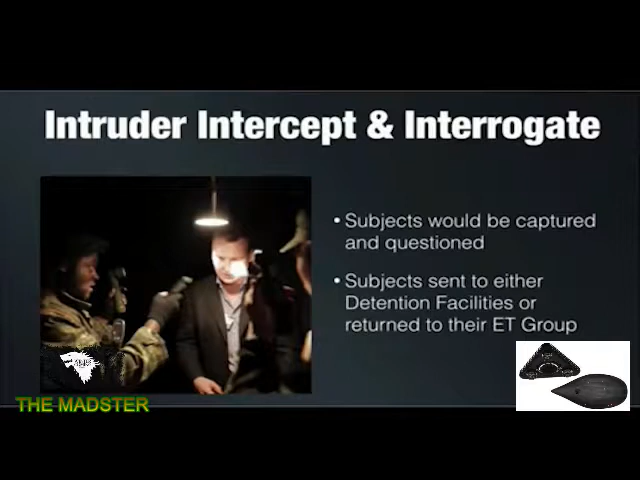 Intruder Intercept & Interrogate
• Subjects would be captured
and questioned
• Subjects sent to either
Detention Facilities or
returned to their ET Group
THE MADSTER